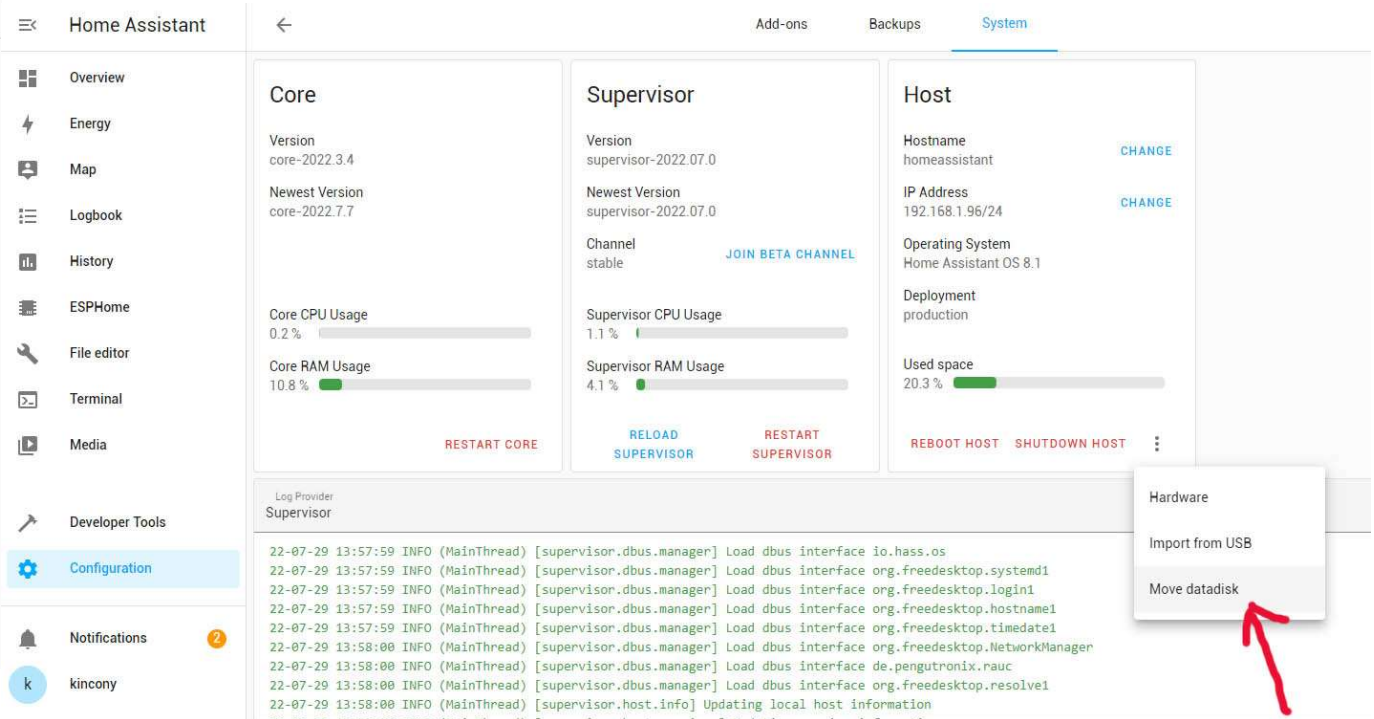 Home Assistant
Overview
Energy
Map
Logbook
History
ESPHome
File editor
Terminal
Media
Developer Tools
Configuration
Notifications
2
k
kincony
Add-ons
Backups
System
Core
Version
core-2022.3.4
Newest Version
core-2022.7.7
Core CPU Usage
0.2 %
Core RAM Usage
10.8 %
RESTART CORE
Supervisor
Version
supervisor-2022.07.0
Newest Version
supervisor-2022.07.0
Channel
stable
JOIN BETA CHANNEL
Supervisor CPU Usage
1.1 %
Supervisor RAM Usage
4.1 %
RELOAD
SUPERVISOR
RESTART
SUPERVISOR
Host
Hostname
homeassistant
CHANGE
IP Address
192.168.1.96/24
CHANGE
Operating System
Home Assistant OS 8.1
Deployment
production
Used space
20.3 %
REBOOT HOST
SHUTDOWN HOST
Hardware
Import from USB
Move datadisk
Log Provider
Supervisor
22-07-29 13:57:59 INFO (MainThread) [supervisor.dbus.manager] Load dbus interface io.hass.os
22-07-29 13:57:59 INFO (MainThread) [supervisor.dbus.manager] Load dbus interface org.freedesktop.systemd1
22-07-29 13:57:59 INFO (MainThread) [supervisor.dbus.manager] Load dbus interface org.freedesktop.login1
22-07-29 13:57:59 INFO (MainThread) [supervisor.dbus.manager] Load dbus interface org.freedesktop.hostname1
22-07-29 13:57:59 INFO (MainThread) [supervisor.dbus.manager] Load dbus interface org.freedesktop.timedate1
22-07-29 13:58:00 INFO (MainThread) [supervisor.dbus.manager] Load dbus interface org.freedesktop.NetworkManager
22-07-29 13:58:00 INFO (MainThread) [supervisor.dbus.manager] Load dbus interface de.pengutronix.rauc
22-07-29 13:58:00 INFO (MainThread) [supervisor.dbus.manager] Load dbus interface org.freedesktop.resolve1
22-07-29 13:58:00 INFO (MainThread) [supervisor.host.info] Updating local host information